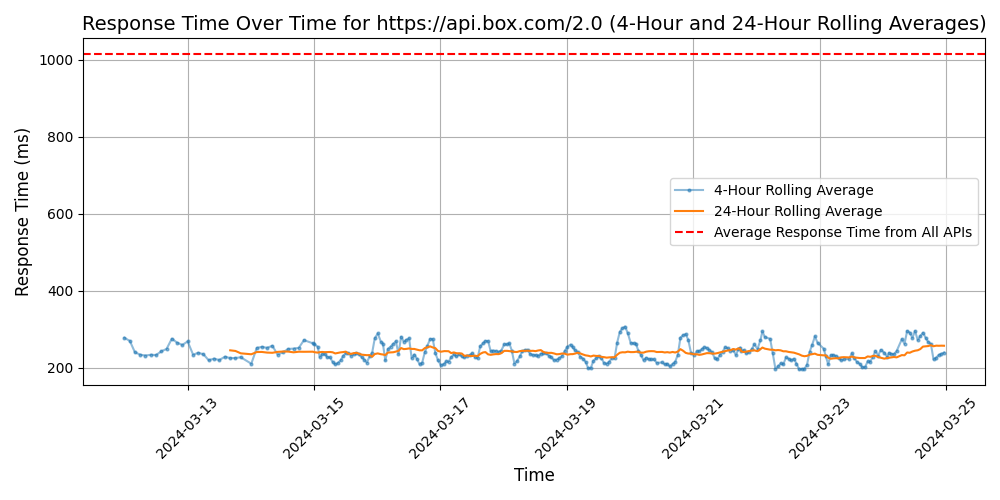 Response Time Over Time for https://api.box.com/2.0 (4-Hour and 24-Hour Rolling Averages)
Response Time (ms)
1000
800
600
400
200
4-Hour Rolling Average
24-Hour Rolling Average
Average Response Time from All APIs
2024-03-13
2024-03-15
2024-03-17
2024-03-19
2024-03-21
2024-03-23
2024-03-25
Time